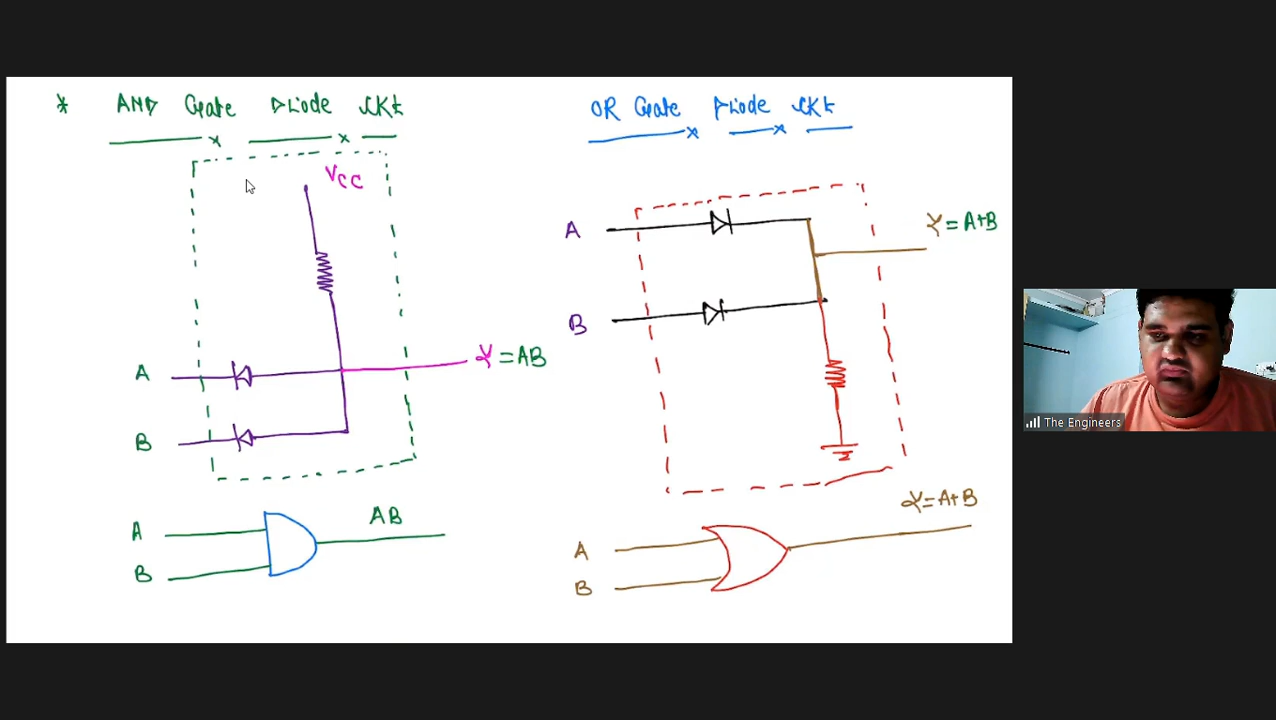 * AND Gate Diode CKt
VCC
A
B
Y = AB
A
B
AB
OR Gate Diode CKt
A
B
Y = A+B
A
B
Y = A+B
The Engineers